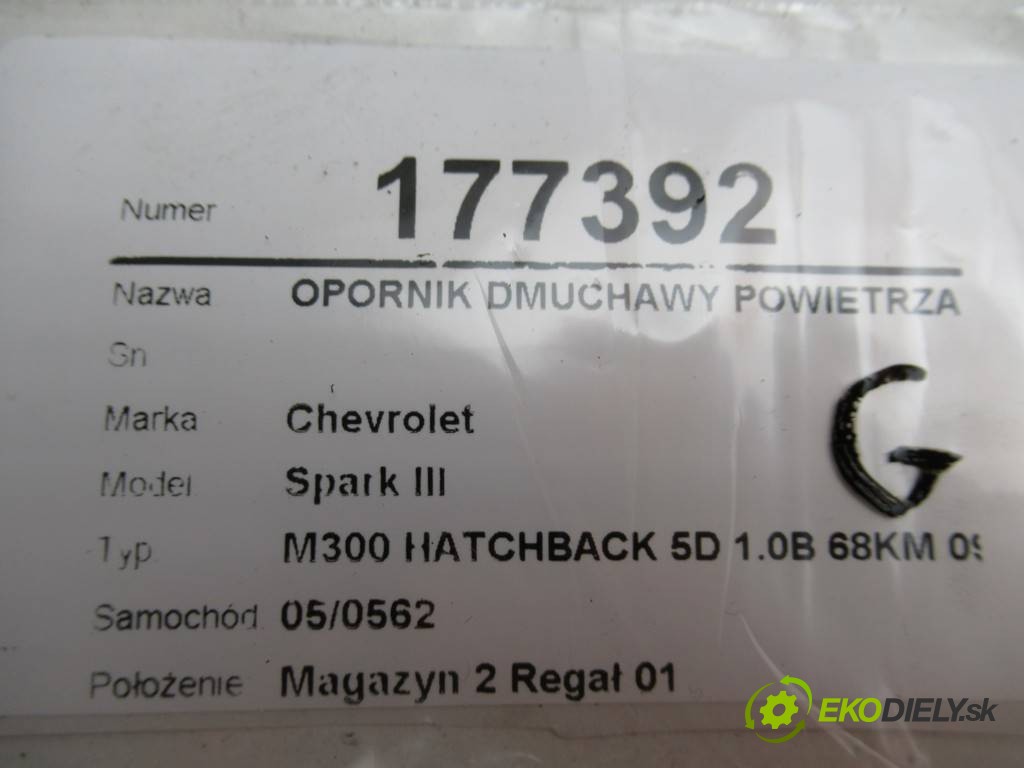 Numer 177392
Nazwa OPORNIK DMUCHAWY POWIETRZA
Sn
Marka Chevrolet
G
Model Spark III
Typ M300 HATCHBACK 5D 1.0B 68KM 09
Samochód 05/0562
Położenie Magazyn 2 Regał 01
EKODIELY.sk